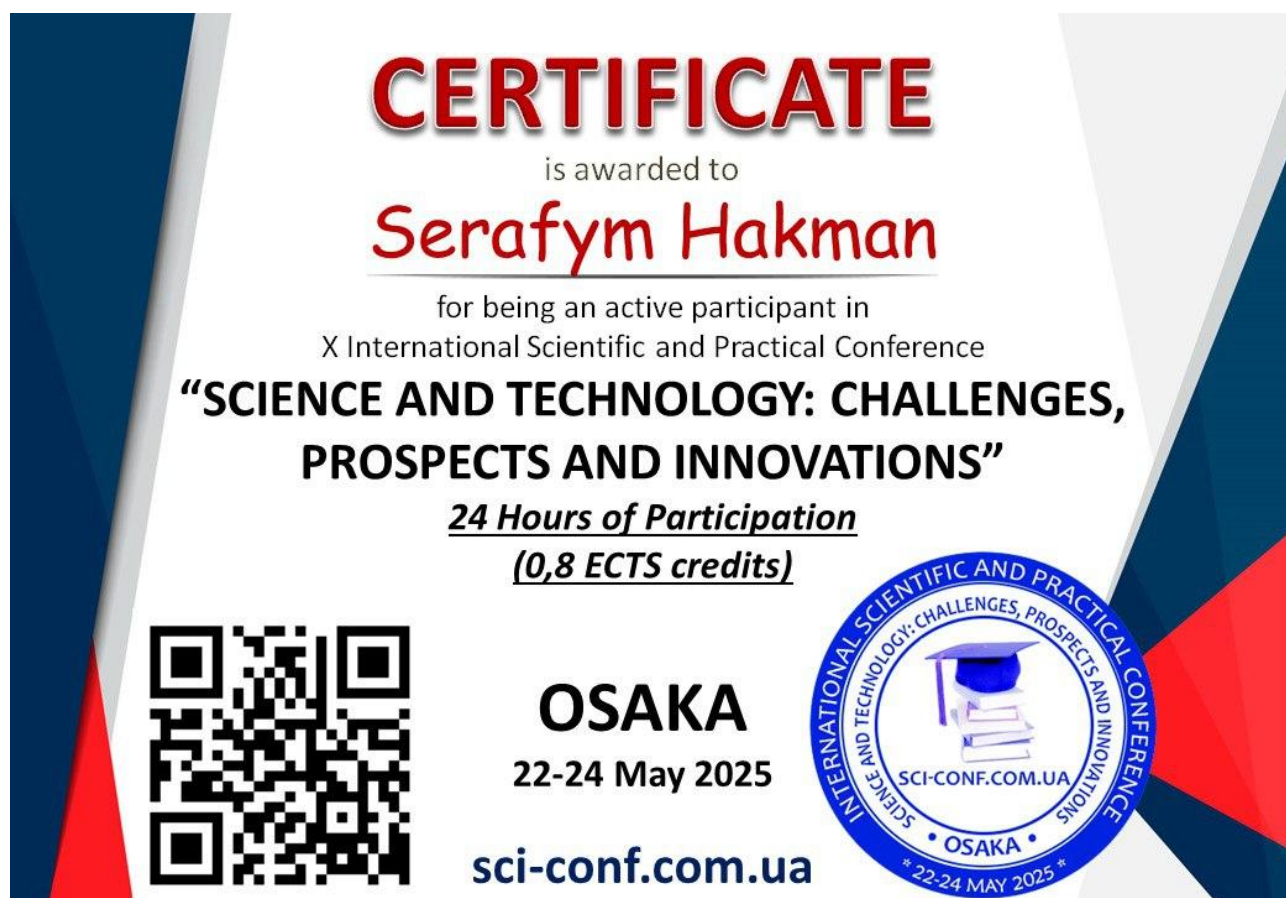 CERTIFICATE
is awarded to
Serafym Hakman
for being an active participant in
X International Scientific and Practical Conference
“SCIENCE AND TECHNOLOGY: CHALLENGES,
PROSPECTS AND INNOVATIONS”
24 Hours of Participation
(0,8 ECTS credits)
OSAKA
22-24 May 2025
sci-conf.com.ua
INTERNATIONAL SCIENTIFIC AND PRACTICAL CONFERENCE
SCIENCE AND TECHNOLOGY: CHALLENGES, PROSPECTS AND INNOVATIONS
SCI-CONF.COM.UA
• OSAKA •
* 22-24 MAY 2025 *